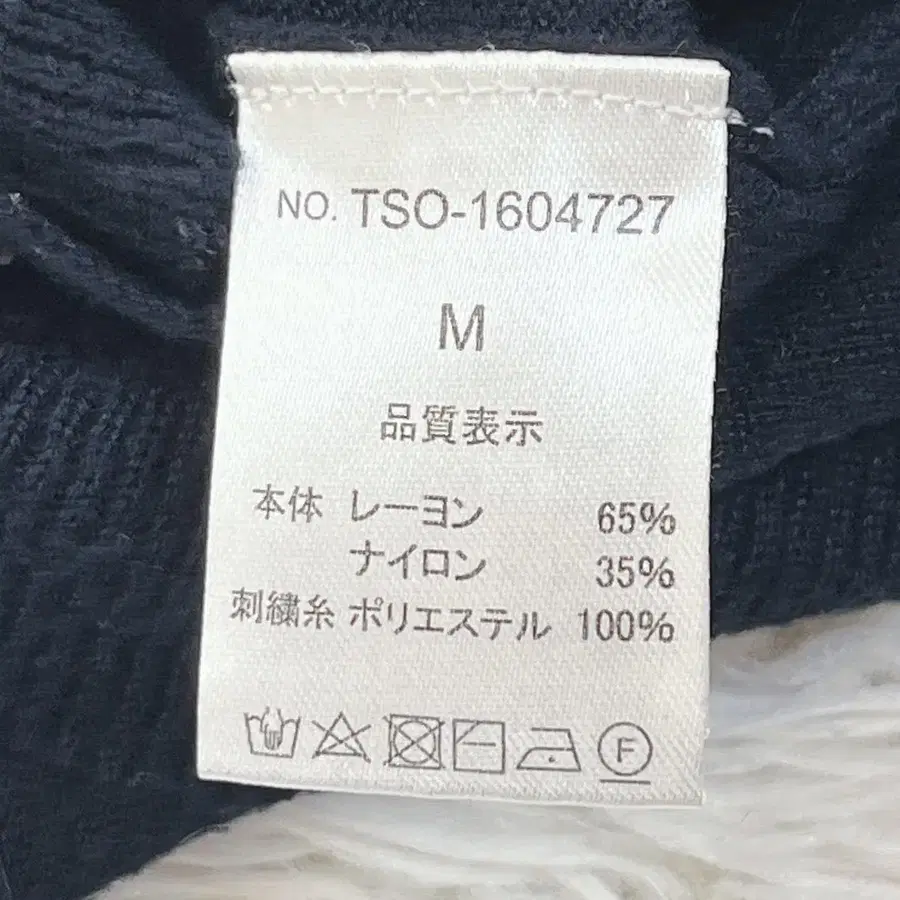 NO. TSO-1604727
M
品質表示
本体 レーヨン 65%
ナイロン 35%
刺繍糸 ポリエステル 100%
F